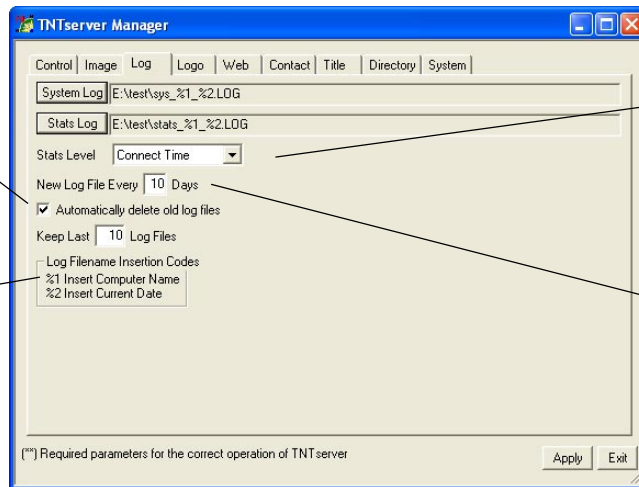 TNTserver Manager
Control Image Log Logo Web Contact Title Directory System
System Log E:\test\sys_%1_%2.LOG
Stats Log E:\test\stats_%1_%2.LOG
Stats Level Connect Time
New Log File Every 10 Days
Automatically delete old log files
Keep Last 10 Log Files
Log Filename Insertion Codes
%1 Insert Computer Name
%2 Insert Current Date
(**) Required parameters for the correct operation of TNTserver
Apply Exit